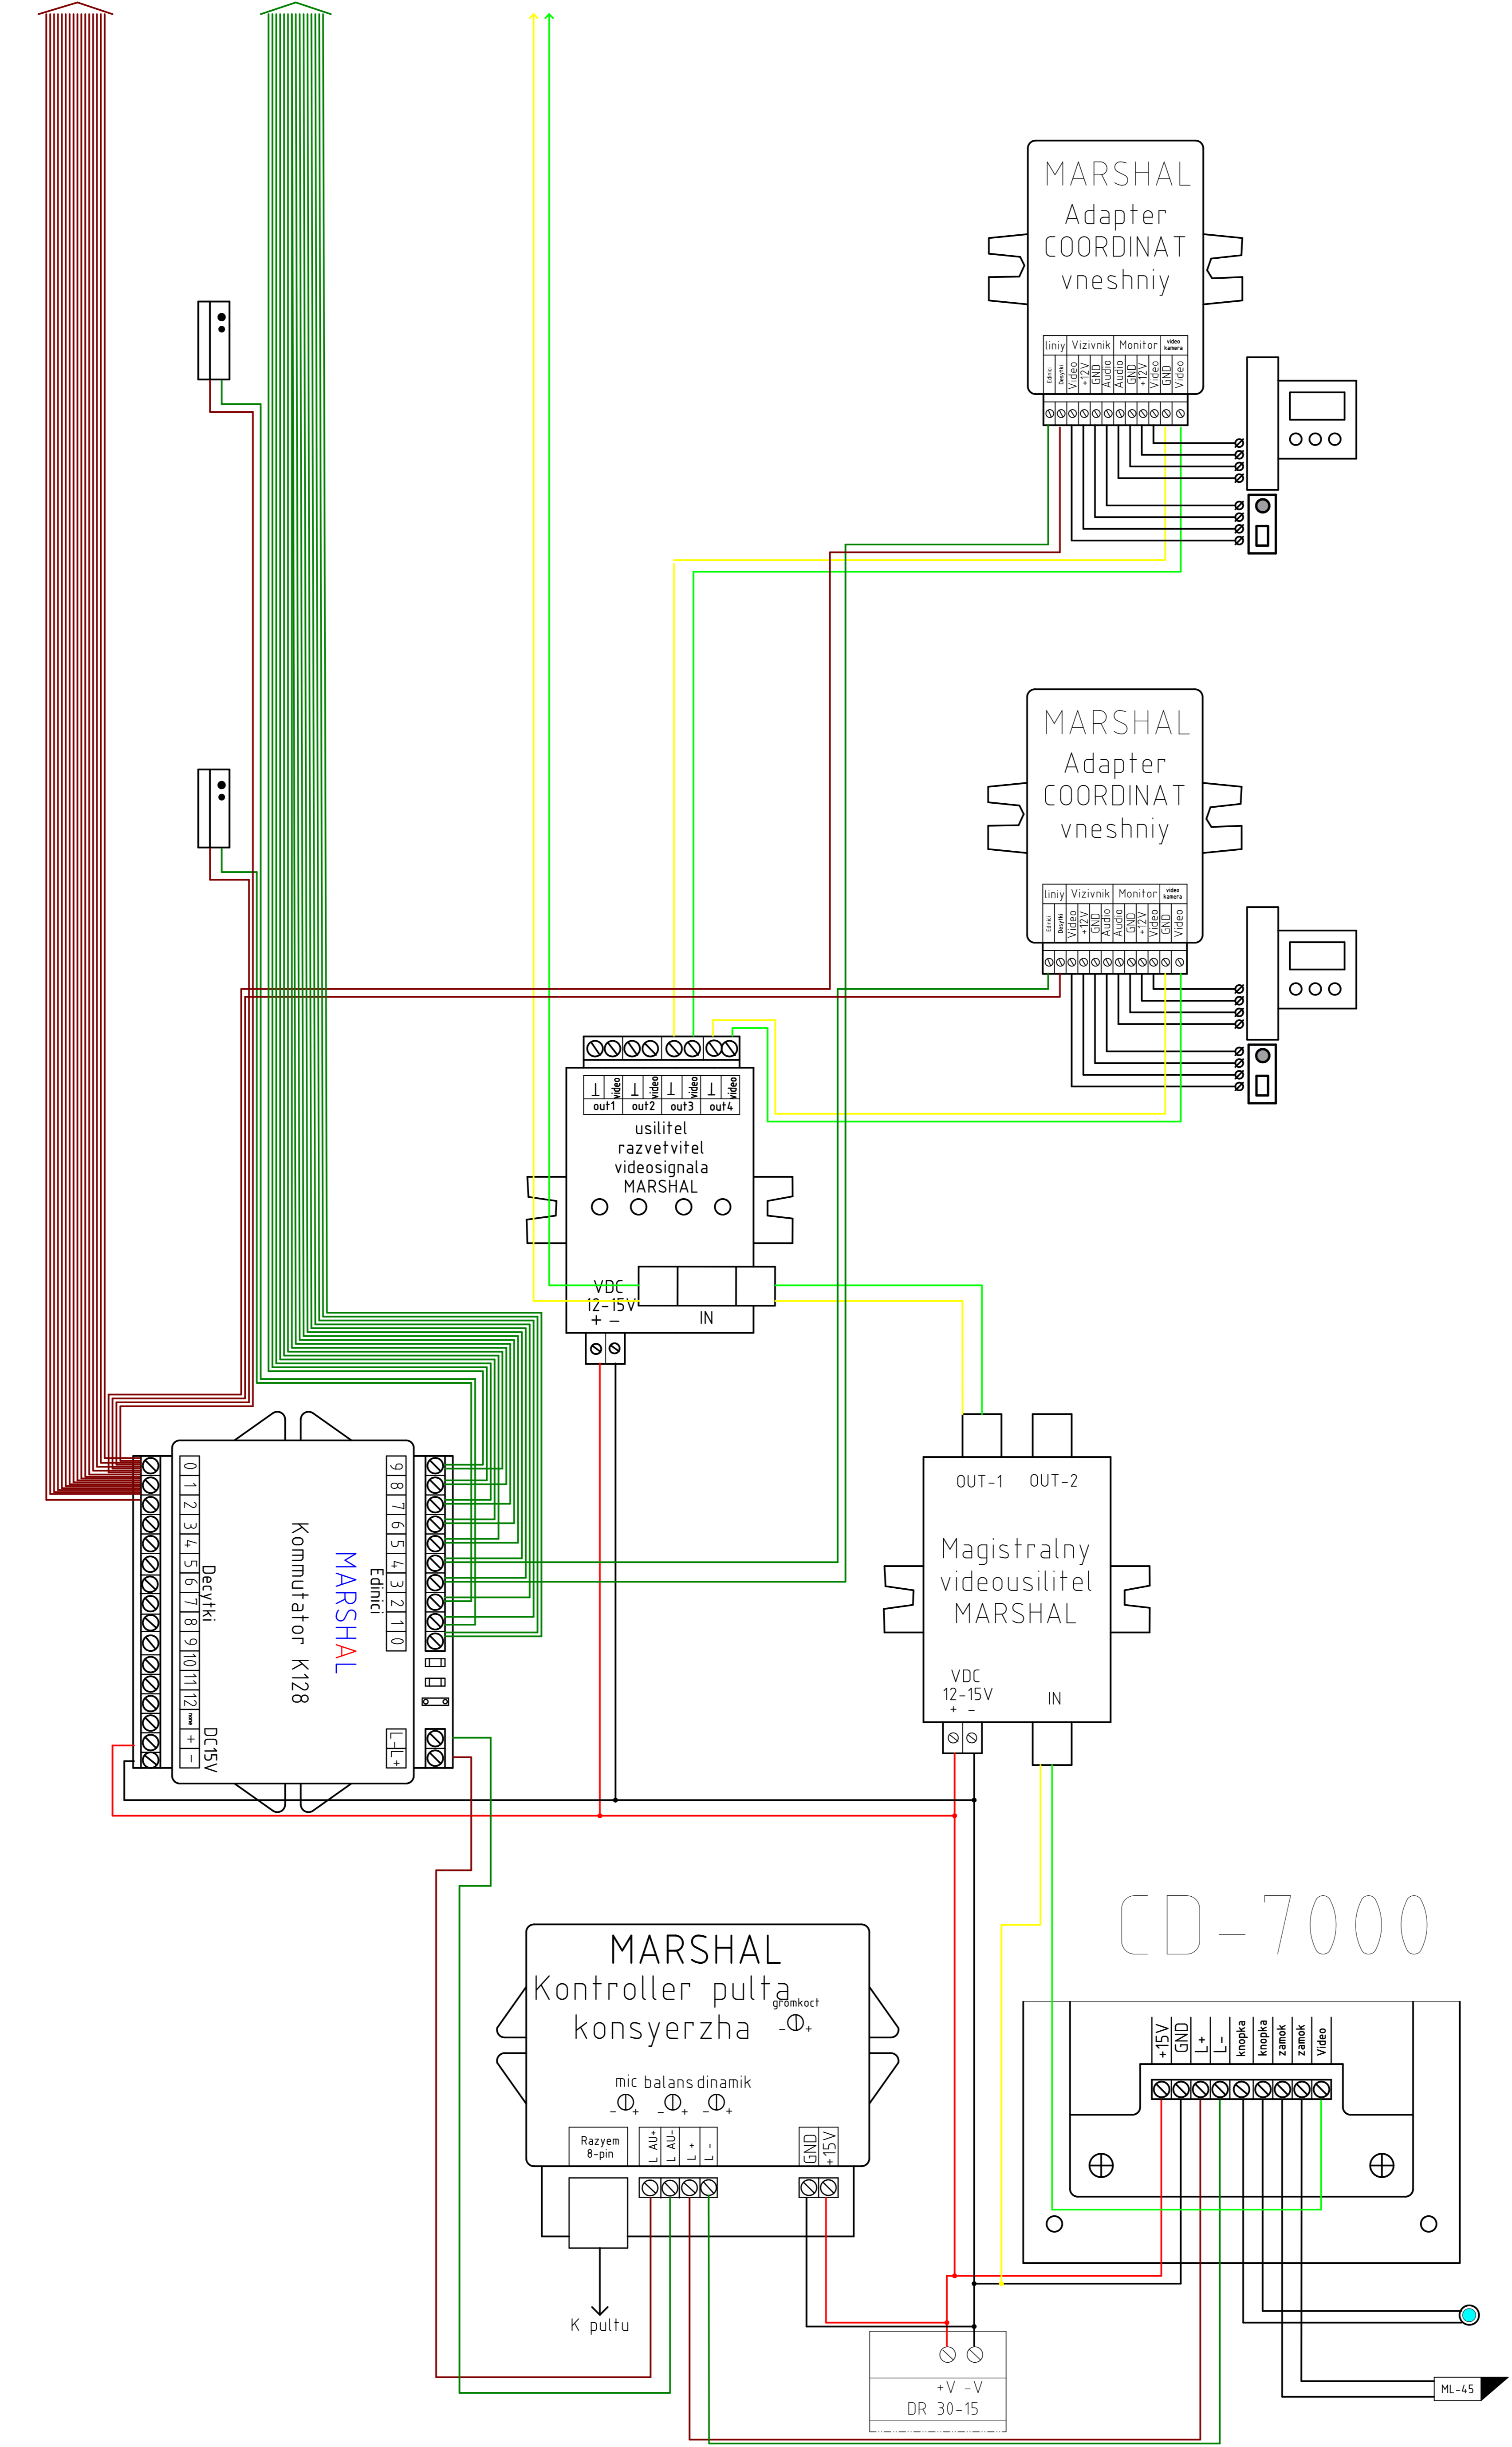 MARSHAL
Adapter
COORDINAT
vneshniy
liniy Vizivnik Monitor video kamera
Edinici Desytki Video +12V GND Audio Audio GND +12V Video GND Video
MARSHAL
Adapter
COORDINAT
vneshniy
liniy Vizivnik Monitor video kamera
Edinici Desytki Video +12V GND Audio Audio GND +12V Video GND Video
⊥ video ⊥ video ⊥ video ⊥ video
out1 out2 out3 out4
usilitel
razvetvitel
videosignala
MARSHAL
VDC
12-15V
+ -
IN
0 1 2 3 4 5 6 7 8 9 10 11 12 + -
Decytki
DC15V
Kommutator K128
MARSHAL
Edinici
9 8 7 6 5 4 3 2 1 0
L- L+
OUT-1 OUT-2
Magistralny
videousilitel
MARSHAL
VDC
12-15V
+ -
IN
CD-7000
+15V GND L+ L- knopka knopka zamok zamok Video
MARSHAL
Kontroller pulta
gromkoct
konsyerzha
- +
mic balans dinamik
- + - + - +
Razyem
8-pin
L AU+ L AU- L + L -
GND +15V
K pultu
+V -V
DR 30-15
ML-45